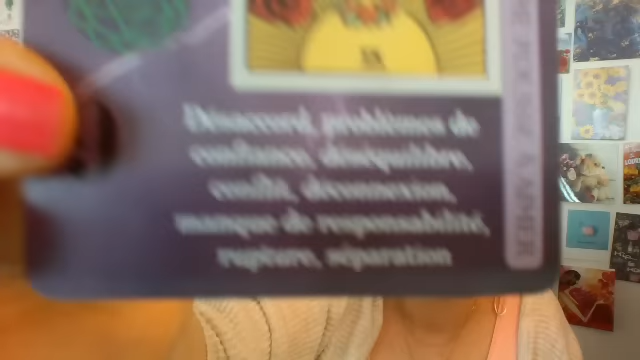 Désaccord, problèmes de
confiance, déséquilibre,
conflit, déconnexion,
manque de responsabilité,
rupture, séparation